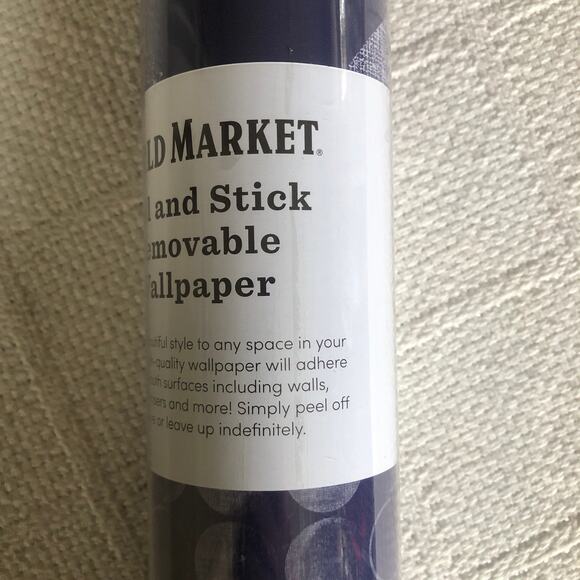 LD MARKET®
l and Stick
emovable
allpaper
utiful style to any space in your
-quality wallpaper will adhere
th surfaces including walls,
ers and more! Simply peel off
e or leave up indefinitely.